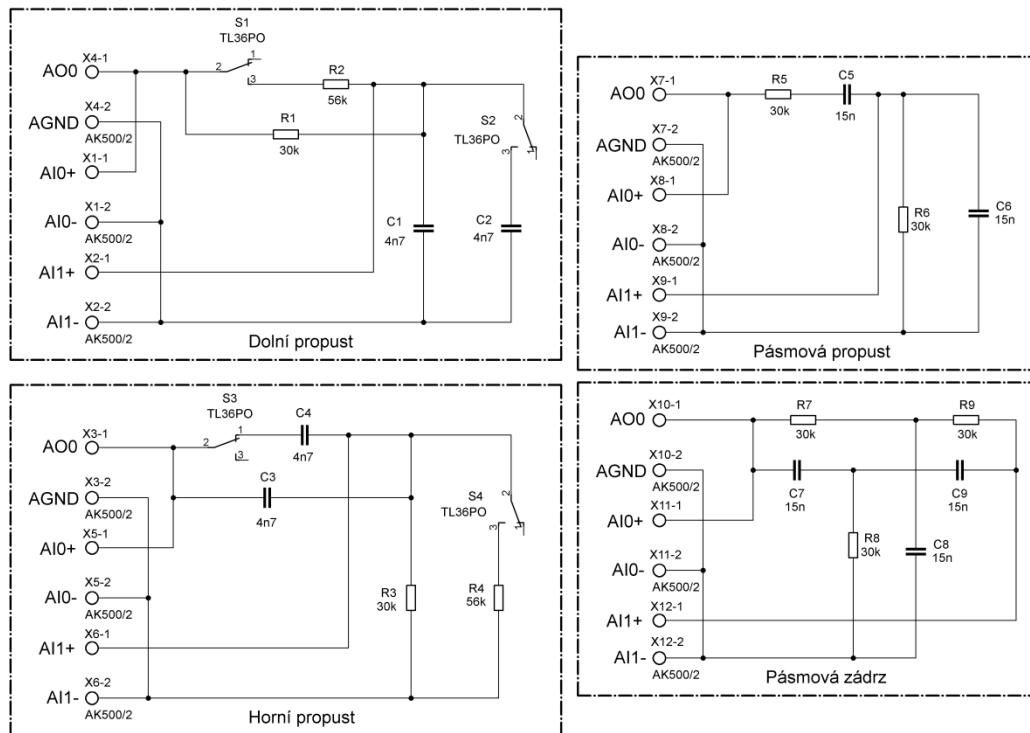 S1
TL36PO
X4-1
AO0
2
1
3
R2
56k
X4-2
AGND
AK500/2
R1
30k
S2
TL36PO
2
3
1
X1-1
AI0+
X1-2
AI0-
AK500/2
C1
4n7
C2
4n7
X2-1
AI1+
X2-2
AI1-
AK500/2
Dolní propust
X7-1
AO0
R5
30k
C5
15n
X7-2
AGND
AK500/2
X8-1
AI0+
X8-2
AI0-
AK500/2
R6
30k
C6
15n
X9-1
AI1+
X9-2
AI1-
AK500/2
Pásmová propust
S3
TL36PO
X3-1
AO0
2
1
3
C4
4n7
X3-2
AGND
AK500/2
C3
4n7
S4
TL36PO
2
3
1
X5-1
AI0+
X5-2
AI0-
AK500/2
R3
30k
R4
56k
X6-1
AI1+
X6-2
AI1-
AK500/2
Horní propust
X10-1
AO0
R7
30k
R9
30k
X10-2
AGND
AK500/2
C7
15n
C9
15n
X11-1
AI0+
R8
30k
C8
15n
X11-2
AI0-
AK500/2
X12-1
AI1+
X12-2
AI1-
AK500/2
Pásmová zádrz